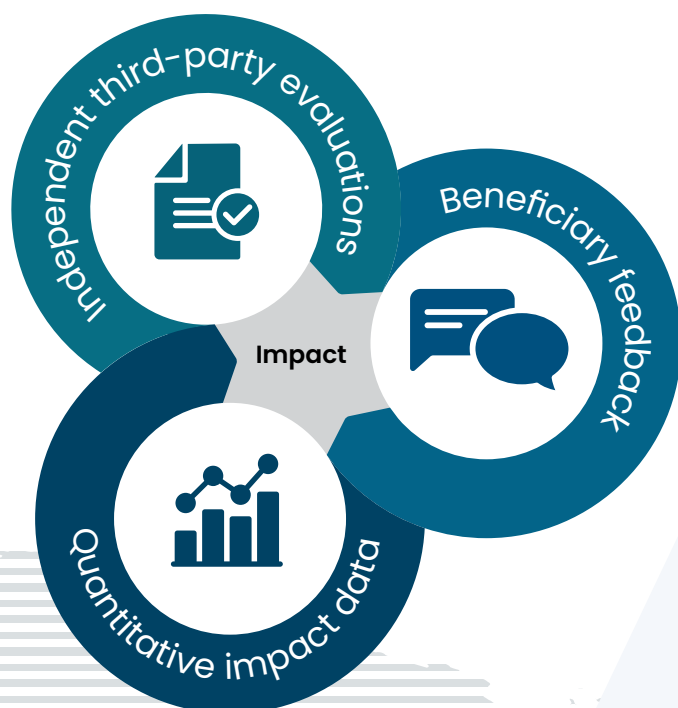 Independent third-party evaluations
Beneficiary feedback
Impact
Quantitative impact data